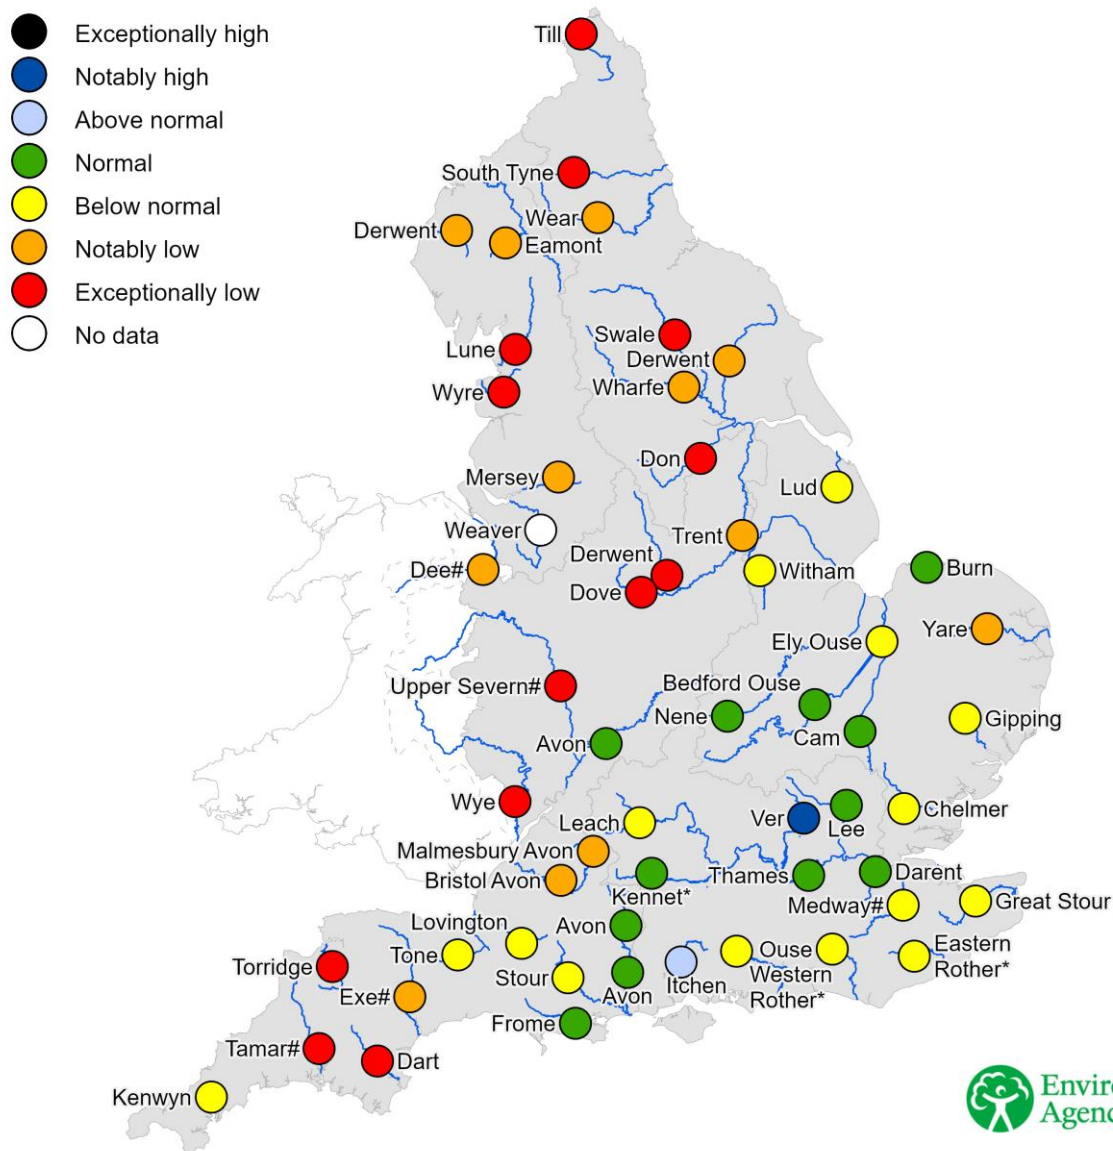 Exceptionally high
Notably high
Above normal
Normal
Below normal
Notably low
Exceptionally low
No data
Till
South Tyne
Wear
Derwent
Eamont
Swale
Lune
Derwent
Wharfe
Wyre
Don
Mersey
Lud
Weaver
Trent
Derwent
Dee#
Witham
Burn
Dove
Yare
Ely Ouse
Bedford Ouse
Upper Severn#
Nene
Gipping
Cam
Avon
Wye
Chelmer
Ver
Leach
Lee
Malmesbury Avon
Bristol Avon
Thames
Darent
Kennet*
Medway#
Great Stour
Lovington
Avon
Tone
Ouse
Eastern
Rother*
Torridge
Stour
Avon
Itchen
Western
Rother*
Exe#
Frome
Tamar#
Dart
Kenwyn
Enviro
Agenc